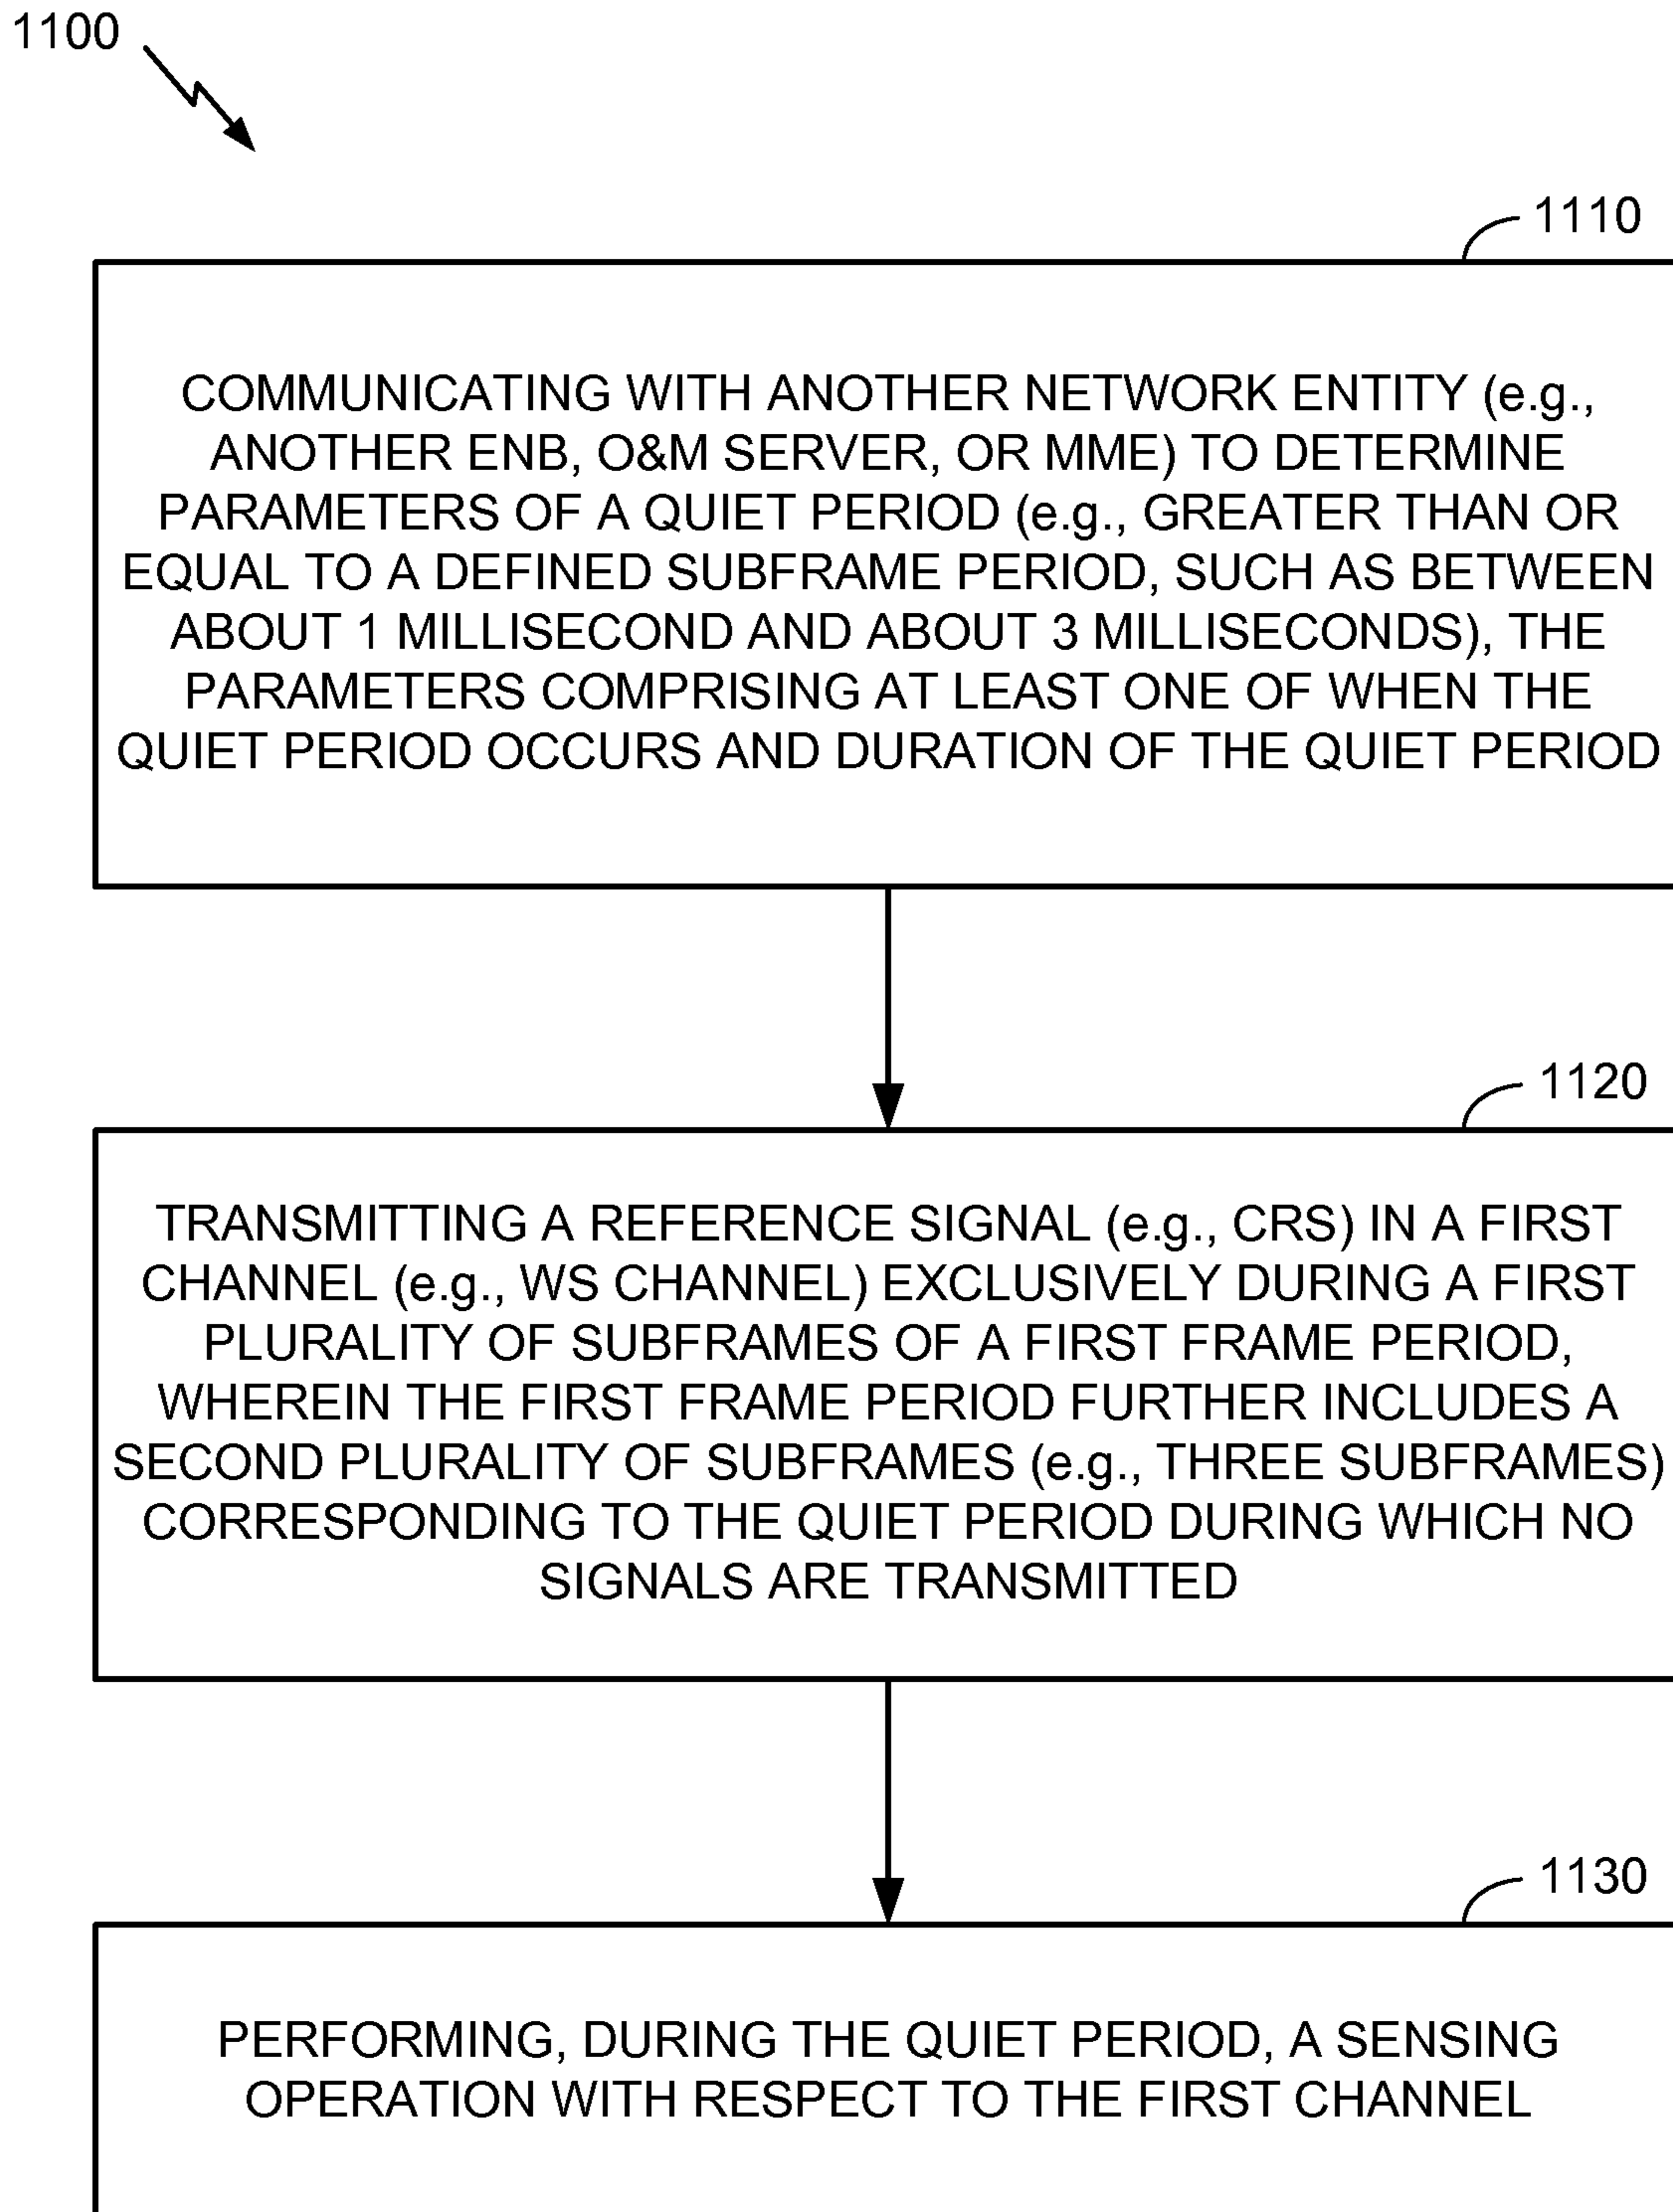 1100
1110
COMMUNICATING WITH ANOTHER NETWORK ENTITY (e.g.,
ANOTHER ENB, O&M SERVER, OR MME) TO DETERMINE
PARAMETERS OF A QUIET PERIOD (e.g., GREATER THAN OR
EQUAL TO A DEFINED SUBFRAME PERIOD, SUCH AS BETWEEN
ABOUT 1 MILLISECOND AND ABOUT 3 MILLISECONDS), THE
PARAMETERS COMPRISING AT LEAST ONE OF WHEN THE
QUIET PERIOD OCCURS AND DURATION OF THE QUIET PERIOD
1120
TRANSMITTING A REFERENCE SIGNAL (e.g., CRS) IN A FIRST
CHANNEL (e.g., WS CHANNEL) EXCLUSIVELY DURING A FIRST
PLURALITY OF SUBFRAMES OF A FIRST FRAME PERIOD,
WHEREIN THE FIRST FRAME PERIOD FURTHER INCLUDES A
SECOND PLURALITY OF SUBFRAMES (e.g., THREE SUBFRAMES)
CORRESPONDING TO THE QUIET PERIOD DURING WHICH NO
SIGNALS ARE TRANSMITTED
1130
PERFORMING, DURING THE QUIET PERIOD, A SENSING
OPERATION WITH RESPECT TO THE FIRST CHANNEL